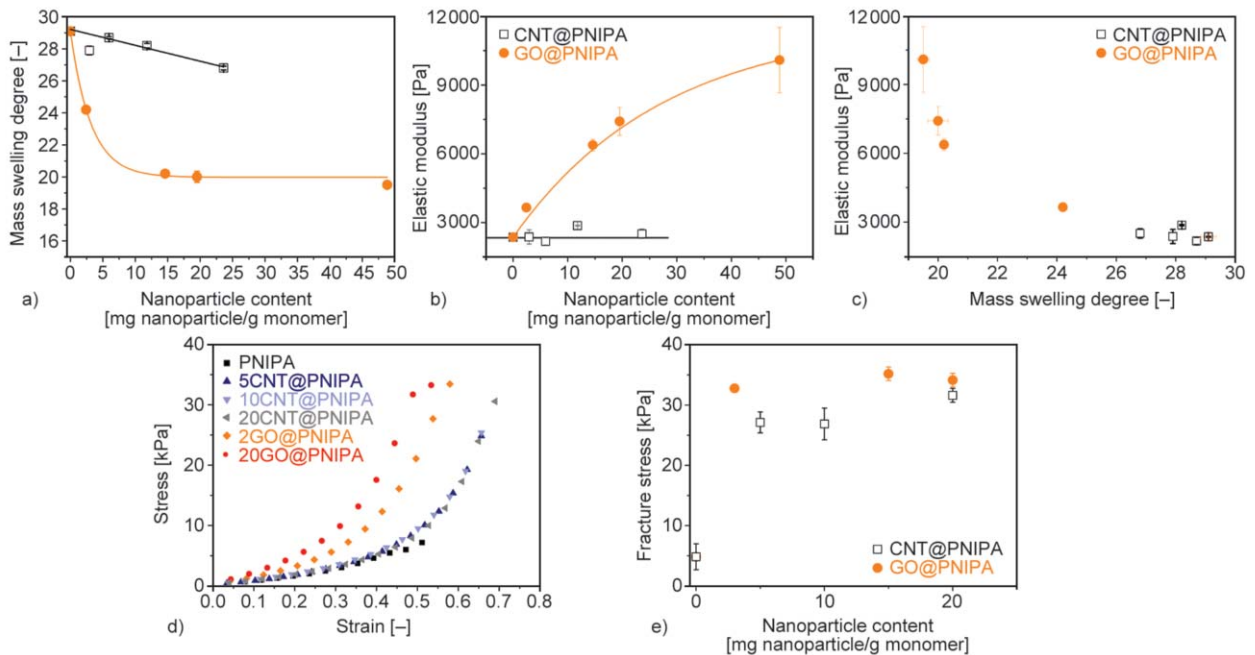 30
28
26
24
22
20
18
16
Mass swelling degree [–]
0 5 10 15 20 25 30 35 40 45 50
a)
Nanoparticle content
[mg nanoparticle/g monomer]
12000
9000
6000
3000
0
Elastic modulus [Pa]
CNT@PNIPA
GO@PNIPA
0 10 20 30 40 50
b)
Nanoparticle content
[mg nanoparticle/g monomer]
12000
9000
6000
3000
0
Elastic modulus [Pa]
CNT@PNIPA
GO@PNIPA
20 22 24 26 28 30
c)
Mass swelling degree [–]
40
30
20
10
0
Stress [kPa]
PNIPA
5CNT@PNIPA
10CNT@PNIPA
20CNT@PNIPA
2GO@PNIPA
20GO@PNIPA
0.0 0.1 0.2 0.3 0.4 0.5 0.6 0.7 0.8
d)
Strain [–]
40
30
20
10
0
Fracture stress [kPa]
CNT@PNIPA
GO@PNIPA
0 10 20
e)
Nanoparticle content
[mg nanoparticle/g monomer]